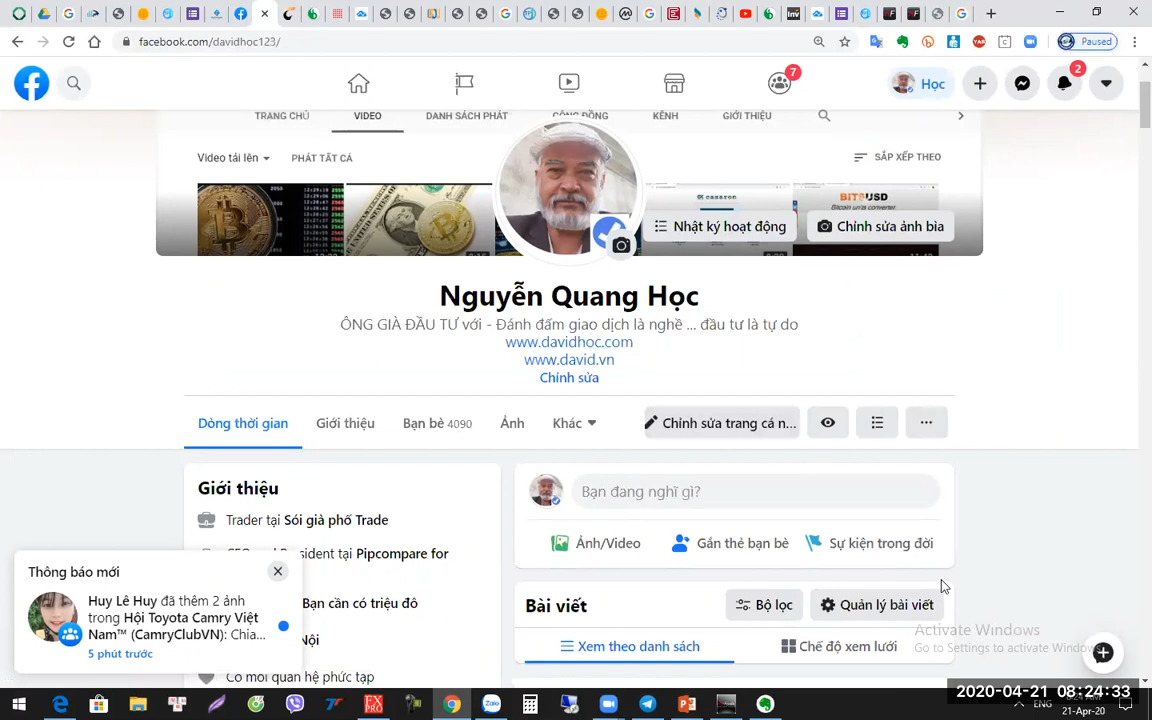 facebook.com/davidhoc123/
Paused
7
Học
2
TRANG CHỦ
VIDEO
DANH SÁCH PHÁT
CỘNG ĐỒNG
KÊNH
GIỚI THIỆU
Video tải lên
PHÁT TẤT CẢ
SẮP XẾP THEO
Nhật ký hoạt động
Chỉnh sửa ảnh bìa
Nguyễn Quang Học
ÔNG GIÀ ĐẦU TƯ với - Đánh đấm giao dịch là nghề ... đầu tư là tự do
www.davidhoc.com
www.david.vn
Chỉnh sửa
Dòng thời gian
Giới thiệu
Bạn bè 4090
Ảnh
Khác
Chỉnh sửa trang cá n...
Giới thiệu
Bạn đang nghĩ gì?
Trader tại Sói già phố Trade
Ảnh/Video
Gắn thẻ bạn bè
Sự kiện trong đời
President tại Pipcompare for
Bạn cần có triệu đô
Nội
Có mối quan hệ phức tạp
Bài viết
Bộ lọc
Quản lý bài viết
Xem theo danh sách
Chế độ xem lưới
Thông báo mới
Huy Lê Huy đã thêm 2 ảnh
trong Hội Toyota Camry Việt
Nam™ (CamryClubVN): Chia...
5 phút trước
Activate Windows
Go to Settings to activate Windows
2020-04-21 08:24:33
ENG
21-Apr-20